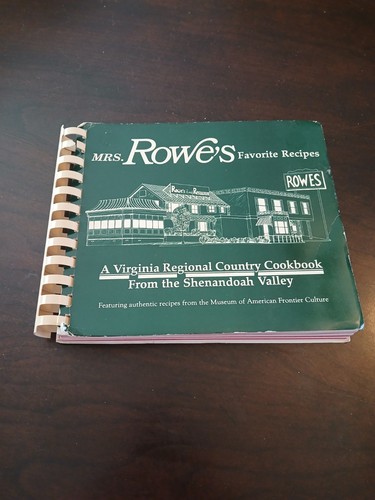 MRS. Rowe's Favorite Recipes
ROWE'S
A Virginia Regional Country Cookbook
From the Shenandoah Valley
Featuring authentic recipes from the Museum of American Frontier Culture